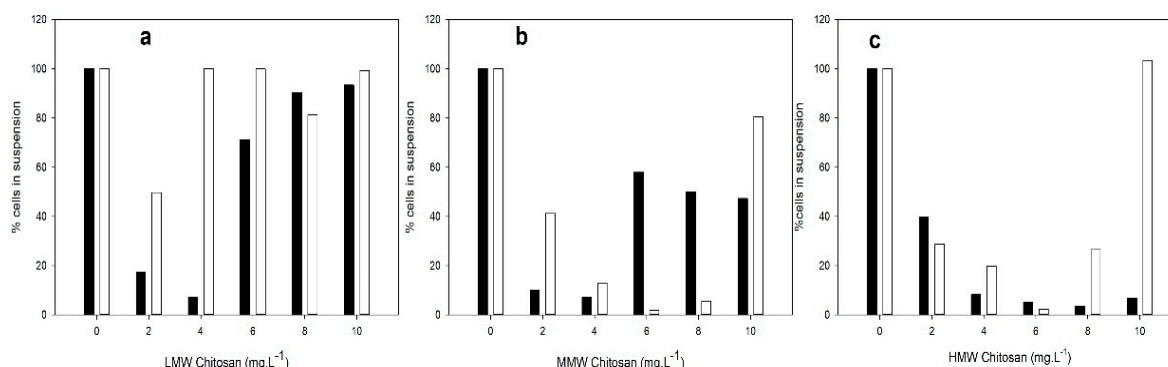 a
120
100
80
60
40
20
0
% cells in suspension
0 2 4 6 8 10
LMW Chitosan (mg.L⁻¹)
b
120
100
80
60
40
20
0
% cells in suspension
0 2 4 6 8 10
MMW Chitosan (mg.L⁻¹)
c
120
100
80
60
40
20
0
%cells in suspension
0 2 4 6 8 10
HMW Chitosan (mg.L⁻¹)